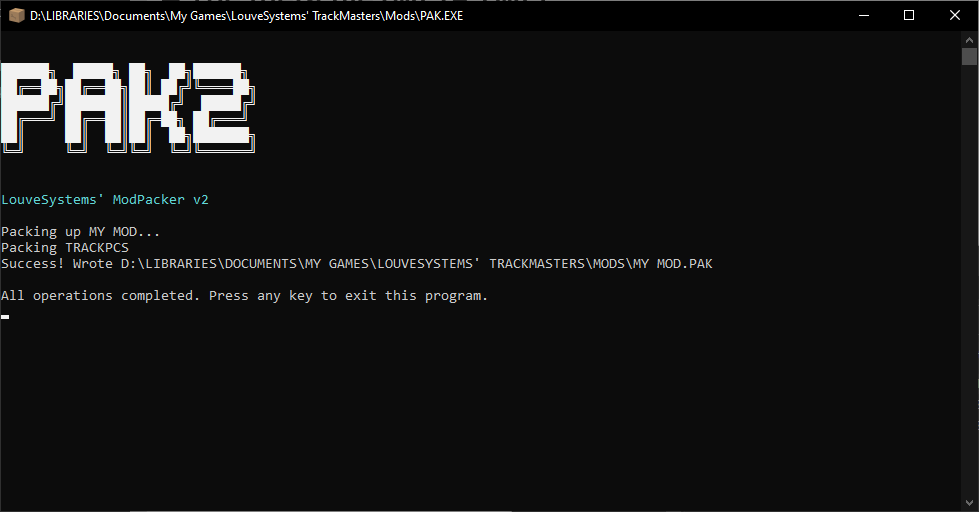 D:\LIBRARIES\Documents\My Games\LouveSystems' TrackMasters\Mods\PAK.EXE
PAK2
LouveSystems' ModPacker v2
Packing up MY MOD...
Packing TRACKPCS
Success! Wrote D:\LIBRARIES\DOCUMENTS\MY GAMES\LOUVESYSTEMS' TRACKMASTERS\MODS\MY MOD.PAK
All operations completed. Press any key to exit this program.